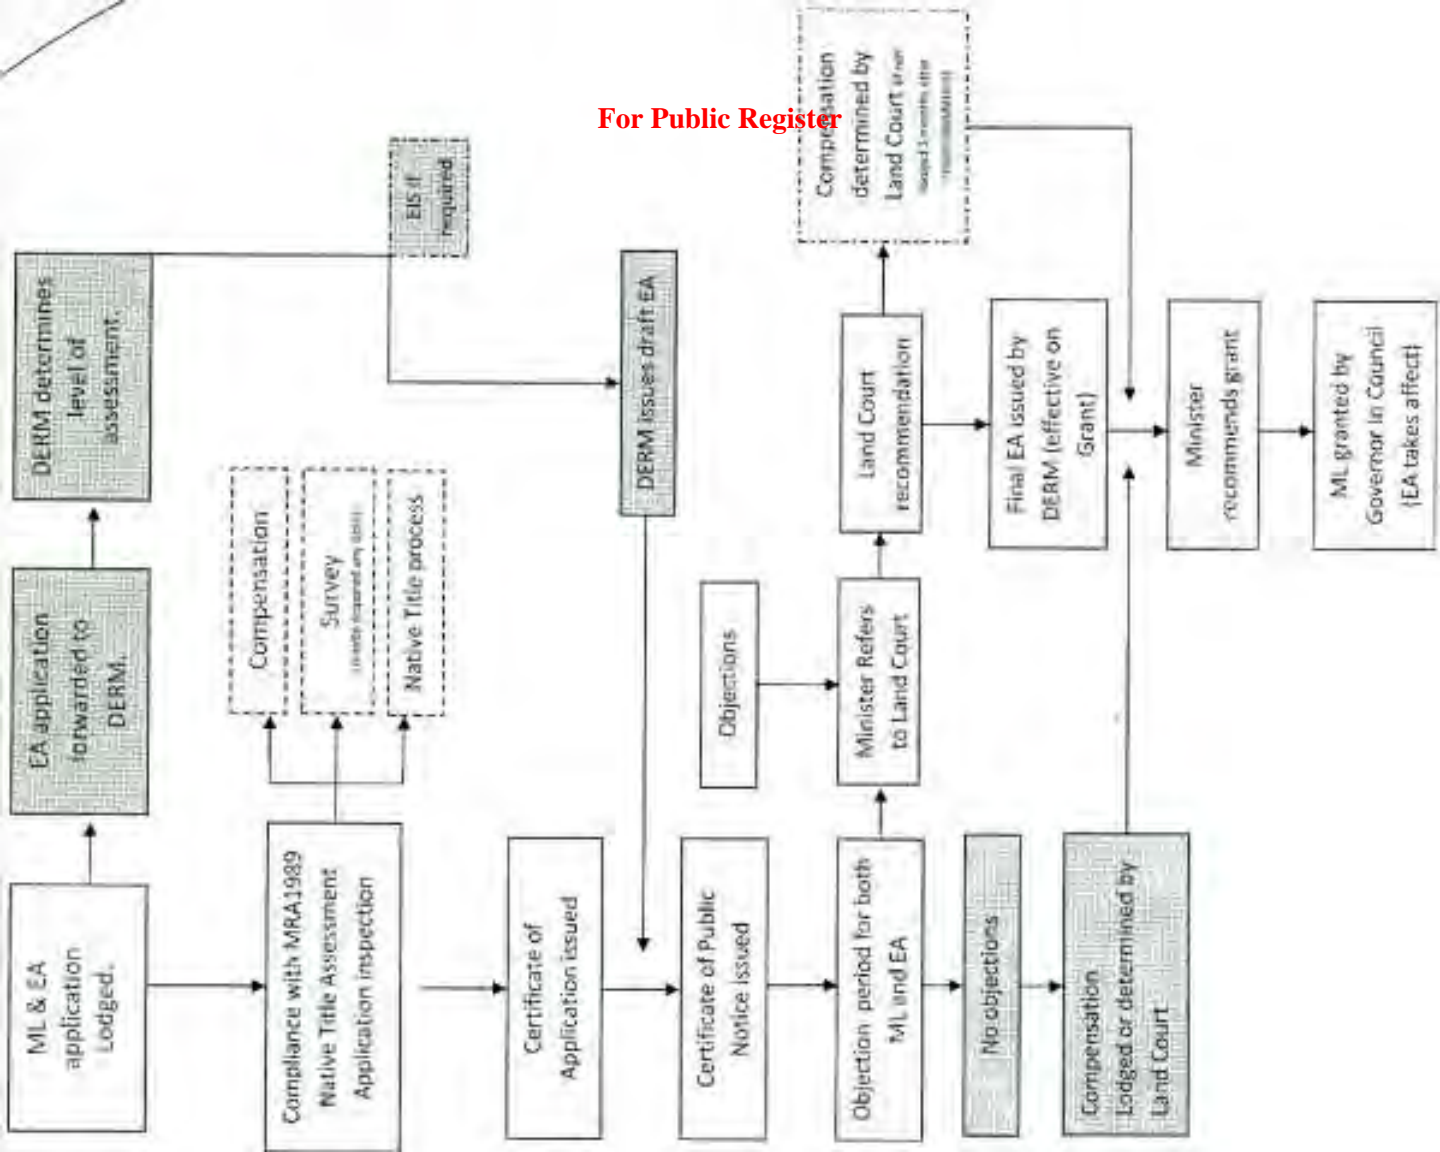 For Public Register
ML & EA
application
Lodged.
EA application
forwarded to
DERM.
DERM determines
level of
assessment.
EIS if
required
Compliance with MRA1989
Native Title Assessment
Application inspection
Compensation
Survey
Native Title process
Certificate of
Application issued
DERM issues draft EA
Certificate of Public
Notice issued
Objection period for both
ML and EA
Objections
Minister Refers
to Land Court
Land Court
recommendation
Compensation
determined by
Land Court
No objections
Compensation
Lodged or determined by
Land Court
Final EA issued by
DERM (effective on
Grant)
Minister
recommends grant
ML granted by
Governor in Council
(EA takes affect)